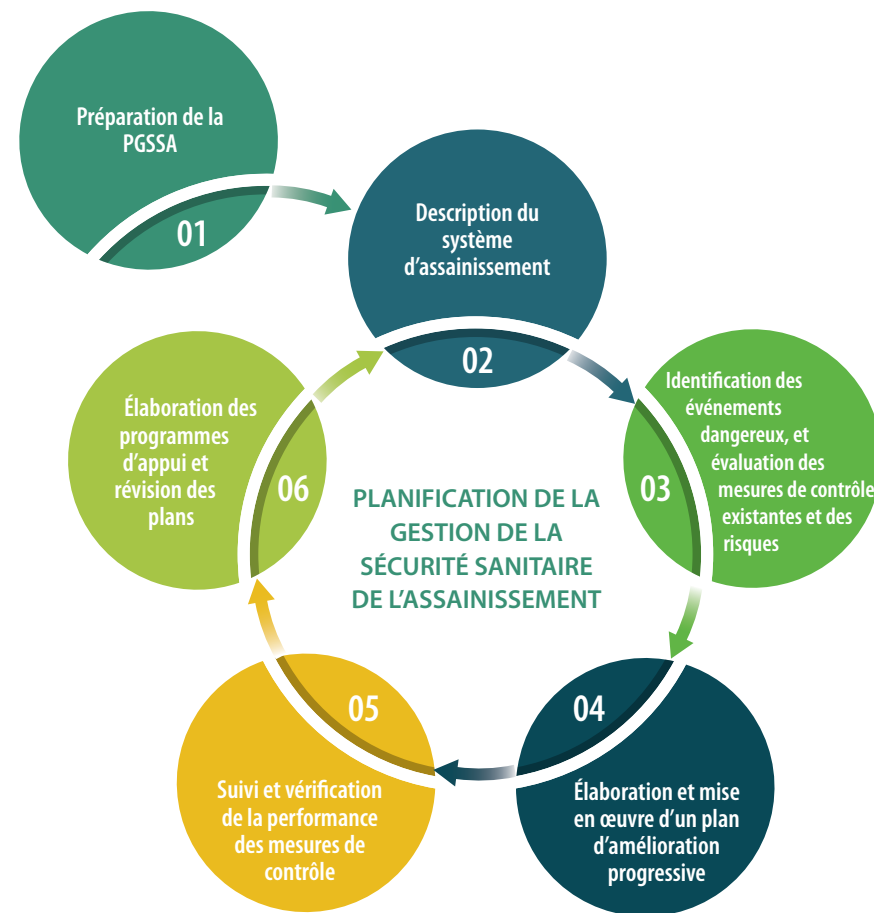 Préparation de la
PGSSA
01
Description du
système
d'assainissement
02
Identification des
événements
dangereux, et
évaluation des
mesures de contrôle
existantes et des
risques
03
Élaboration et mise
en œuvre d'un plan
d'amélioration
progressive
04
Suivi et vérification
de la performance
des mesures de
contrôle
05
Élaboration des
programmes
d'appui et
révision des
plans
06
PLANIFICATION DE LA
GESTION DE LA
SÉCURITÉ SANITAIRE
DE L'ASSAINISSEMENT